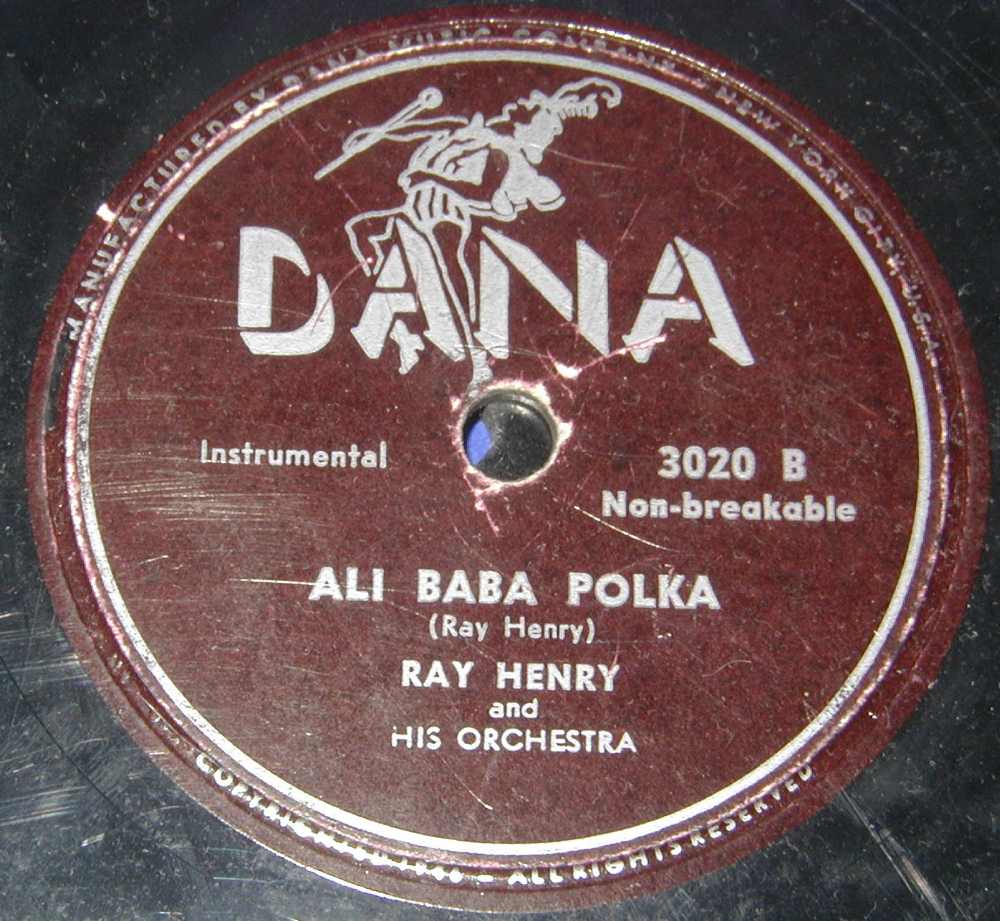 MANUFACTURED BY DANA MUSIC COMPANY - NEW YORK CITY, U.S.A.
DANA
Instrumental
3020 B
Non-breakable
ALI BABA POLKA
(Ray Henry)
RAY HENRY
and
HIS ORCHESTRA
COPYRIGHTED - ALL RIGHTS RESERVED